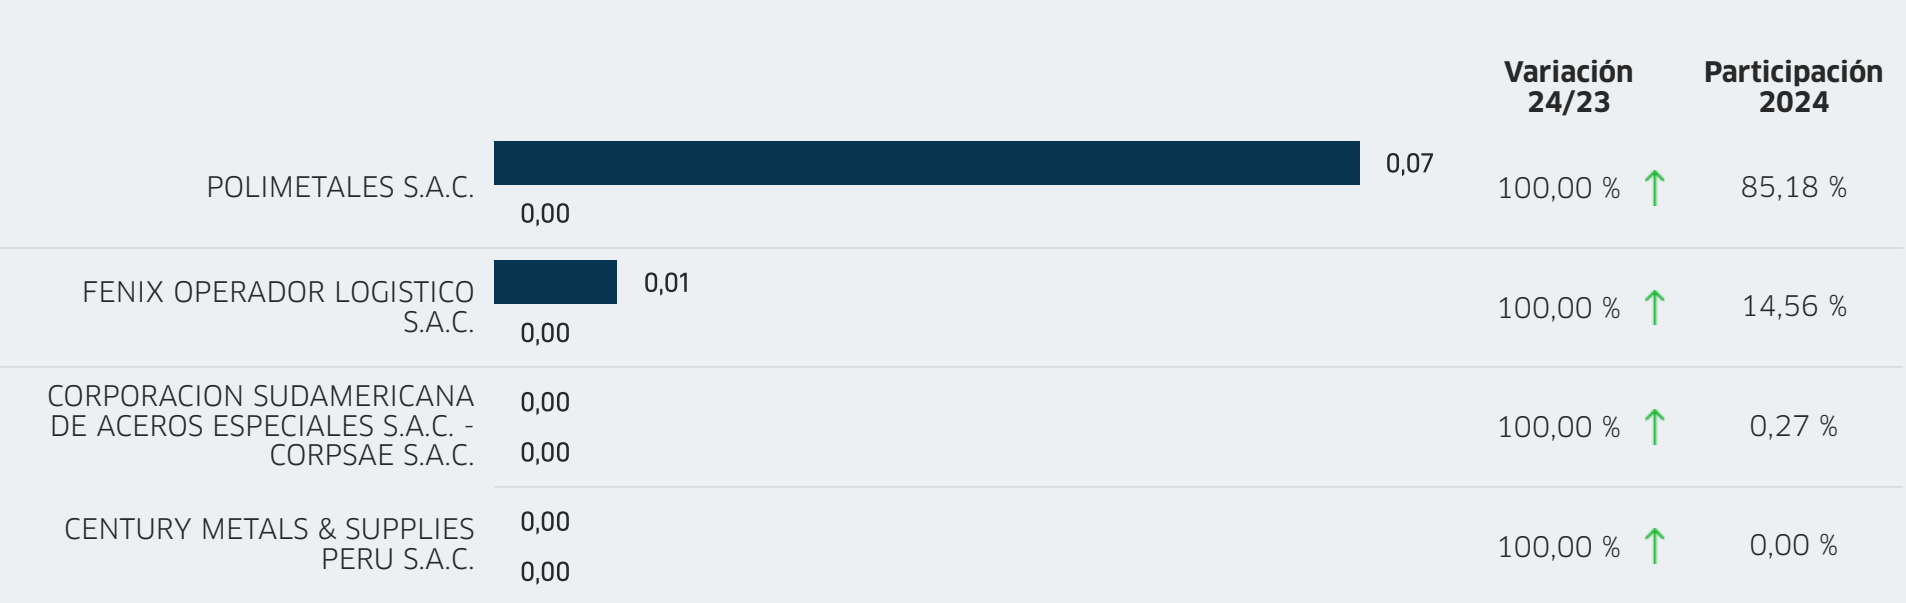 Variación
24/23
Participación
2024
POLIMETALES S.A.C.
0,07
0,00
100,00 %
85,18 %
FENIX OPERADOR LOGISTICO
S.A.C.
0,01
0,00
100,00 %
14,56 %
CORPORACION SUDAMERICANA
DE ACEROS ESPECIALES S.A.C. -
CORPSAE S.A.C.
0,00
0,00
100,00 %
0,27 %
CENTURY METALS & SUPPLIES
PERU S.A.C.
0,00
0,00
100,00 %
0,00 %